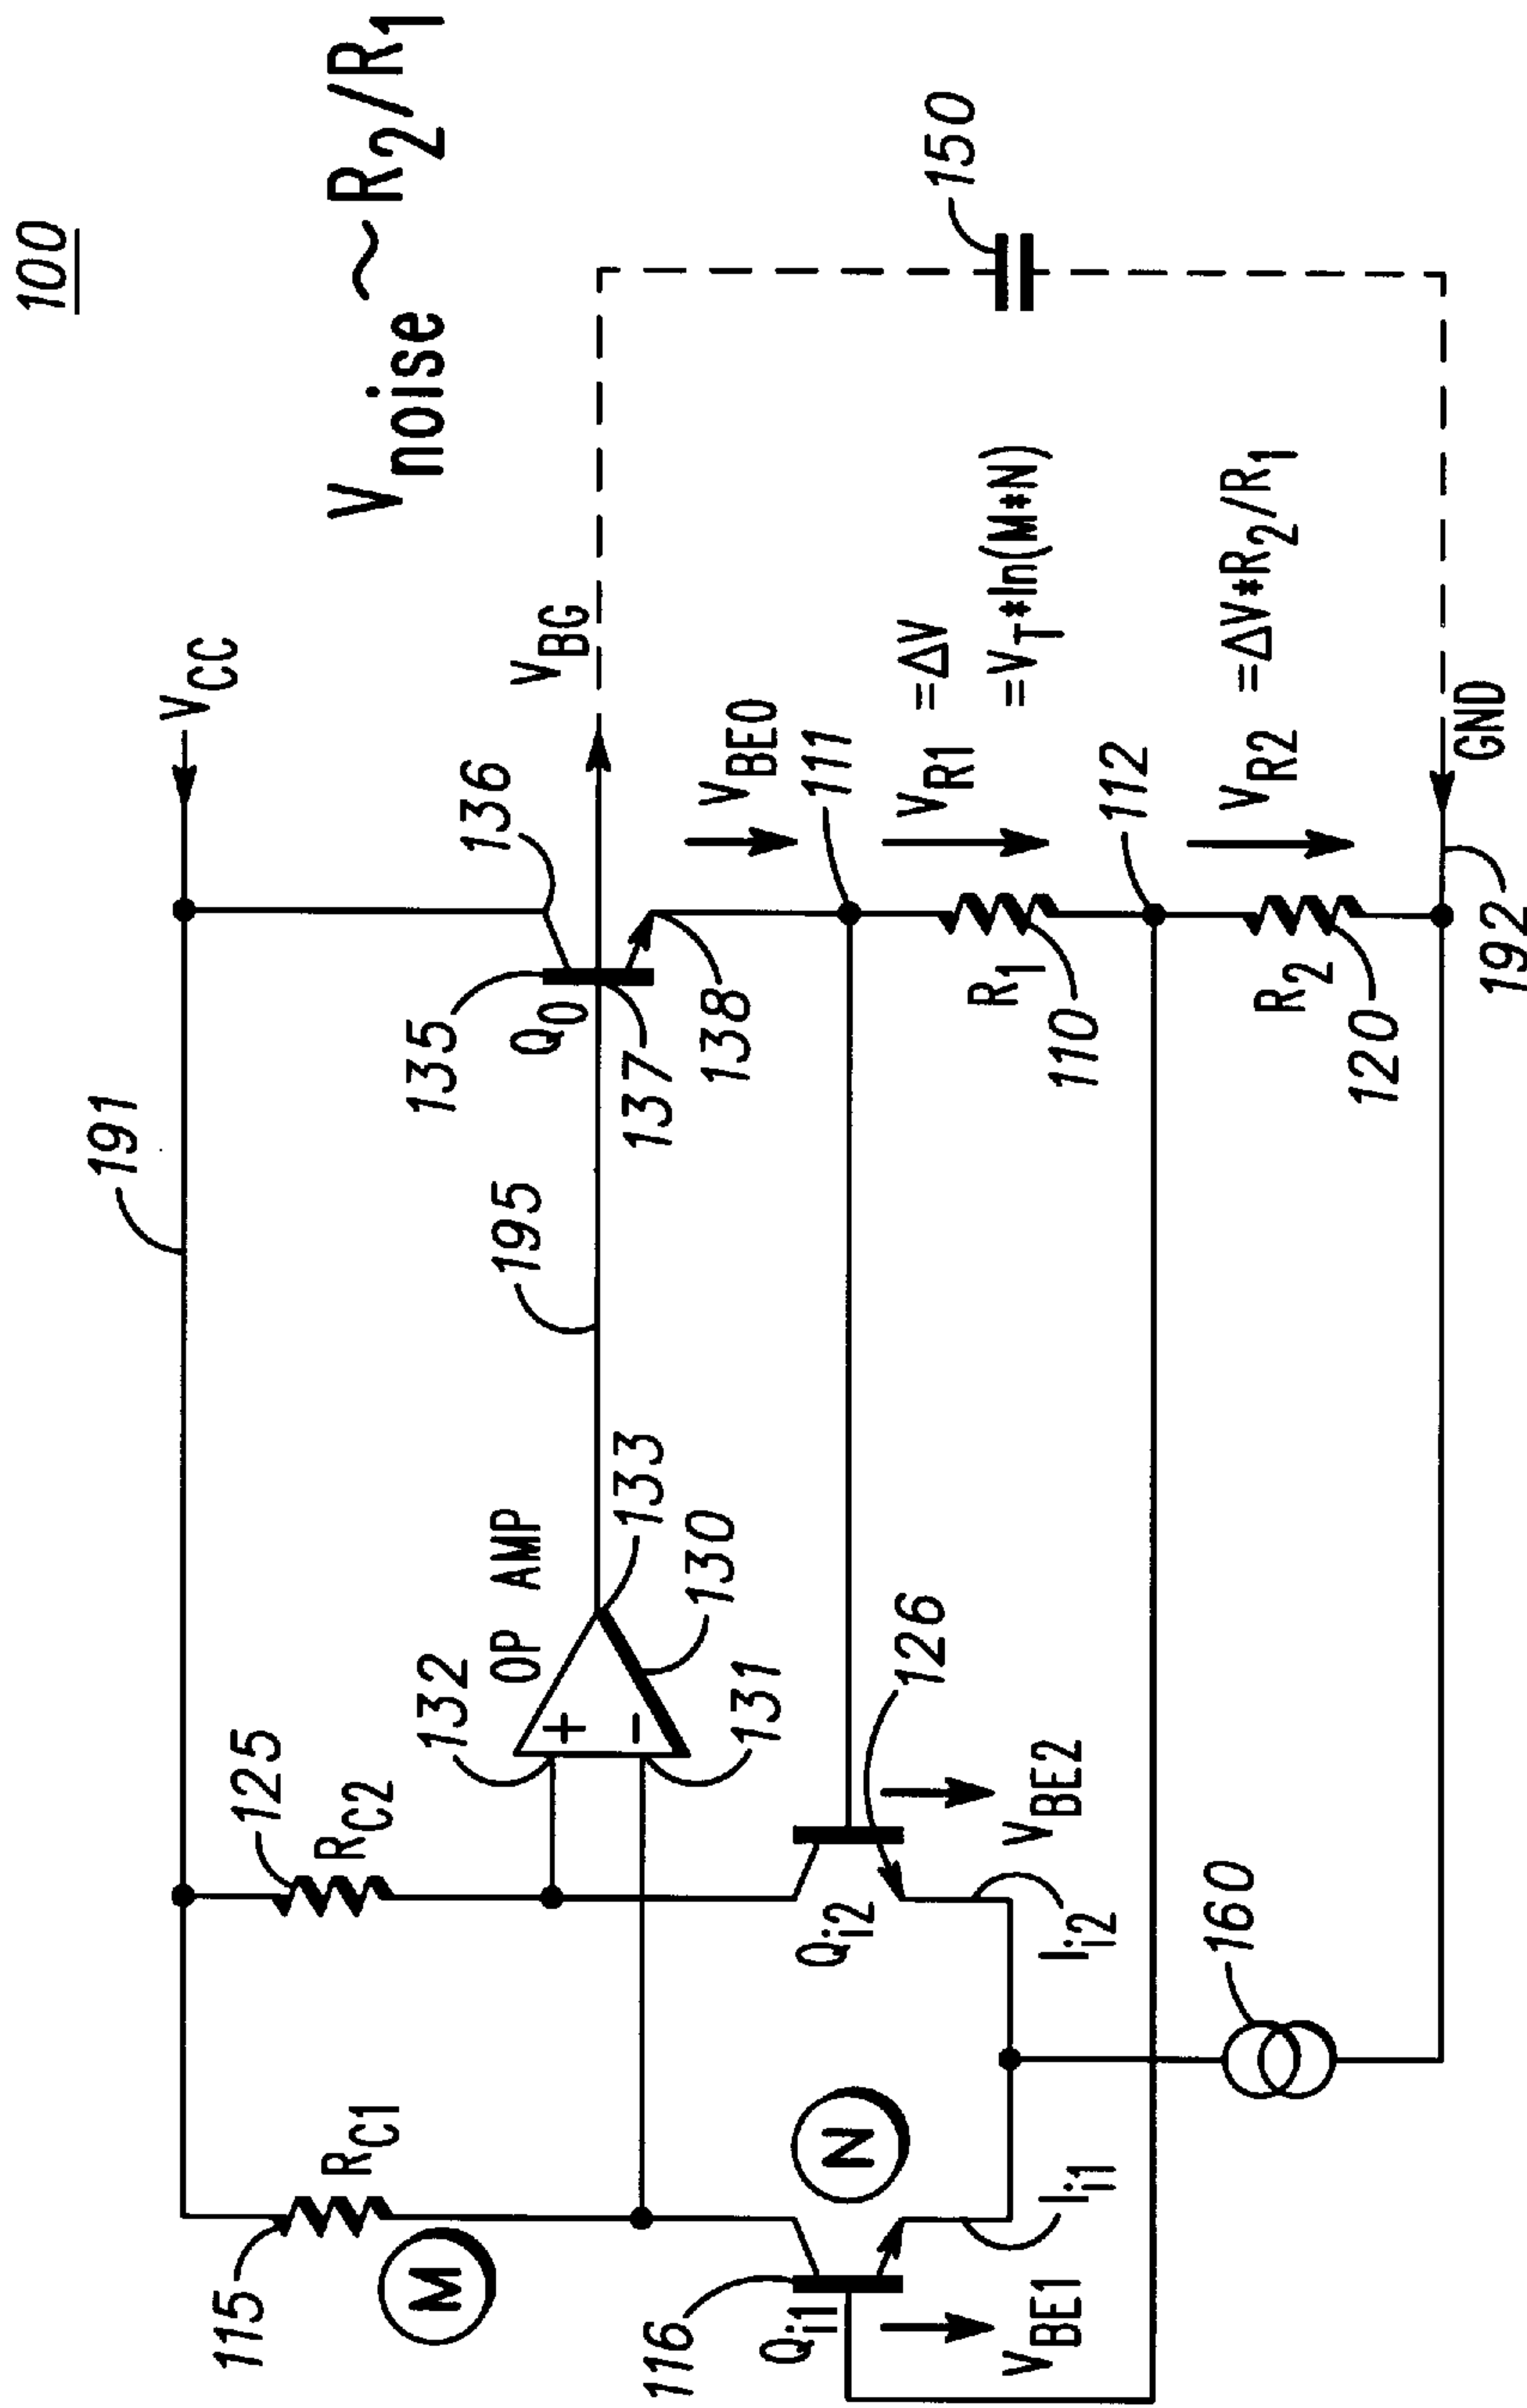 100
V_noise ~ R_2/R_1
191
V_CC
195
135
136
Q_0
137
138
V_BG
V_BE0
111
150
125
R_C2
132
OP AMP
+
-
133
130
131
115
R_C1
M
116
Q_i1
N
V_BE1
I_i1
Q_i2
126
V_BE2
I_i2
160
R_1
110
V_R1 =ΔV
=V_T*ln(M*N)
112
R_2
120
V_R2 =ΔV*R_2/R_1
192
GND